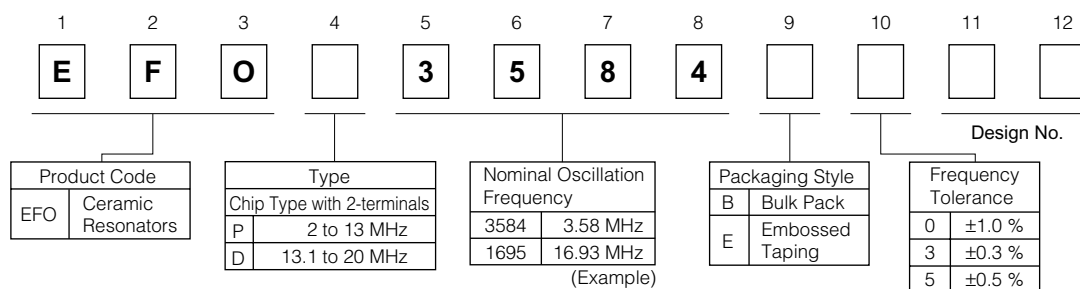 1 2 3 4 5 6 7 8 9 10 11 12
E F O 3 5 8 4
Design No.
Product Code
EFO Ceramic
Resonators
Type
Chip Type with 2-terminals
P 2 to 13 MHz
D 13.1 to 20 MHz
Nominal Oscillation
Frequency
3584 3.58 MHz
1695 16.93 MHz
(Example)
Packaging Style
B Bulk Pack
E Embossed
Taping
Frequency
Tolerance
0 ±1.0 %
3 ±0.3 %
5 ±0.5 %